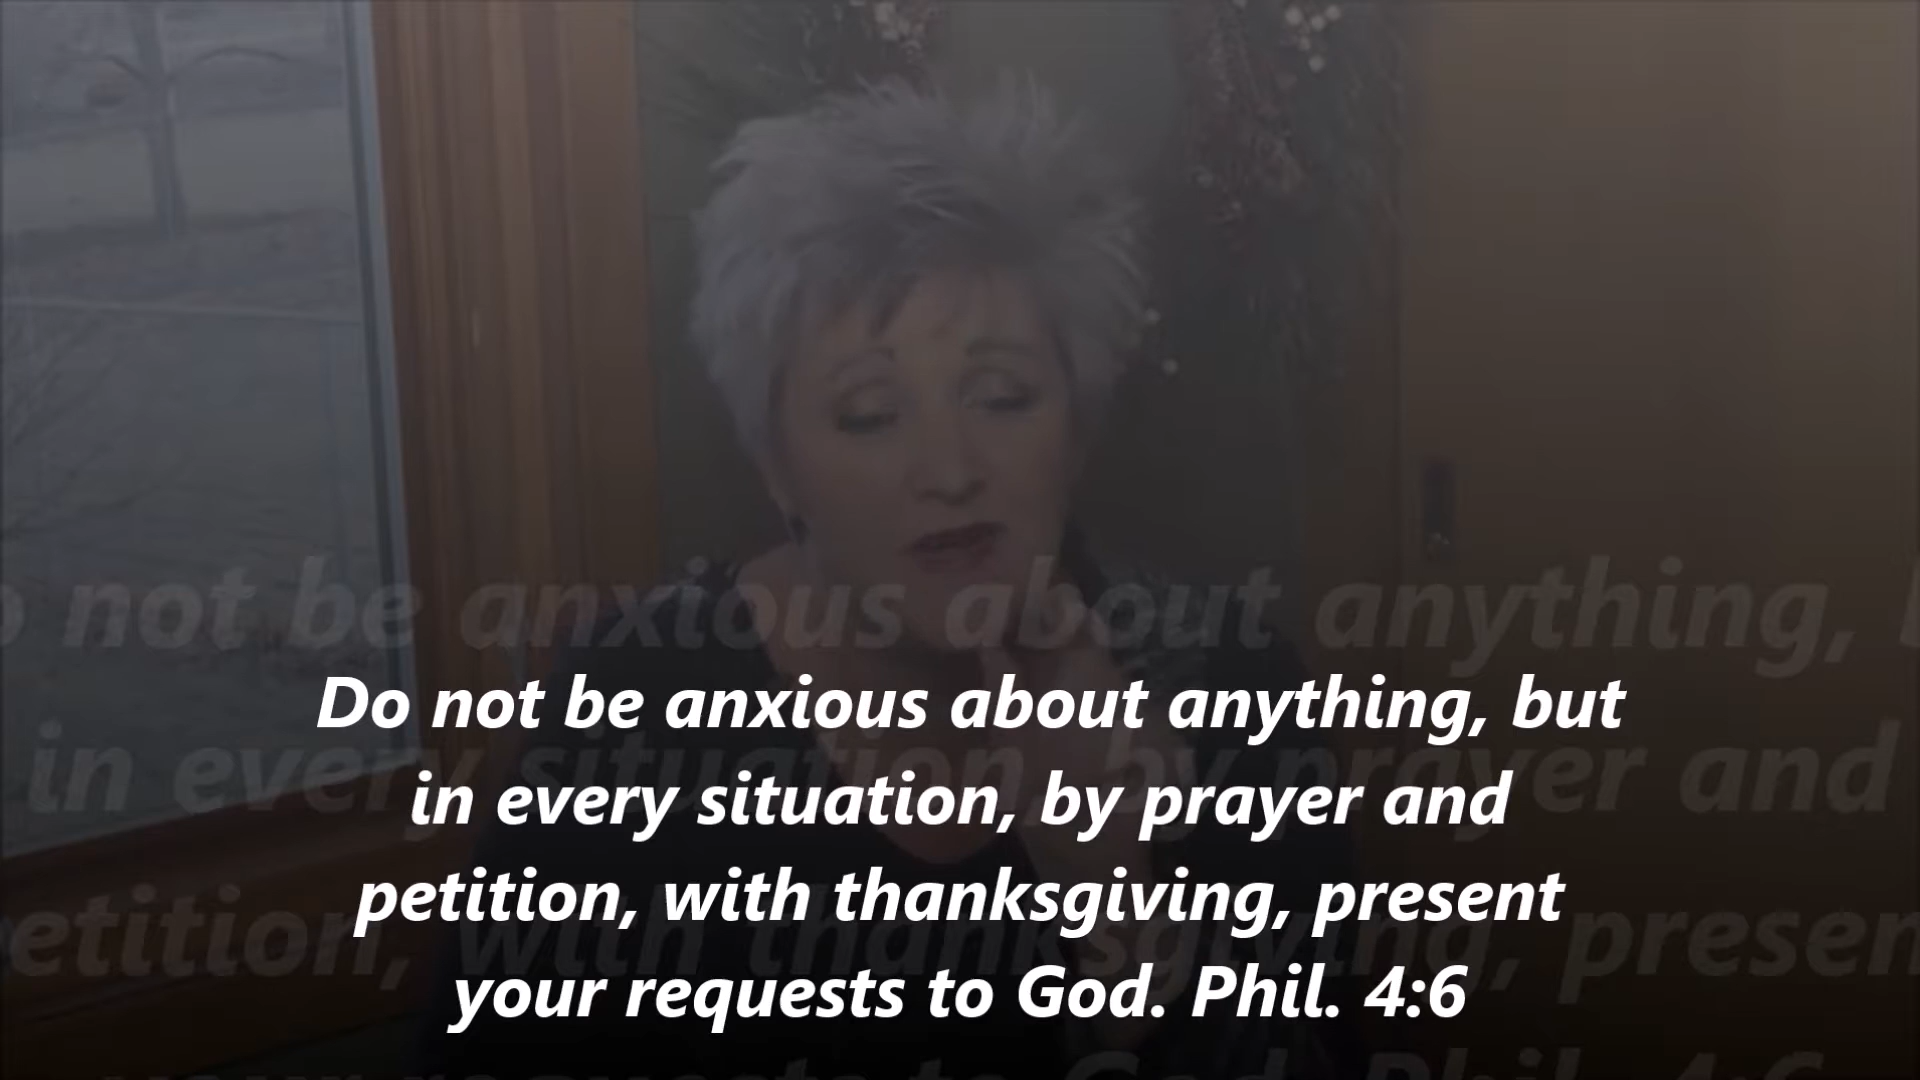 Do not be anxious about anything, but
in every situation, by prayer and
petition, with thanksgiving, present
your requests to God. Phil. 4:6